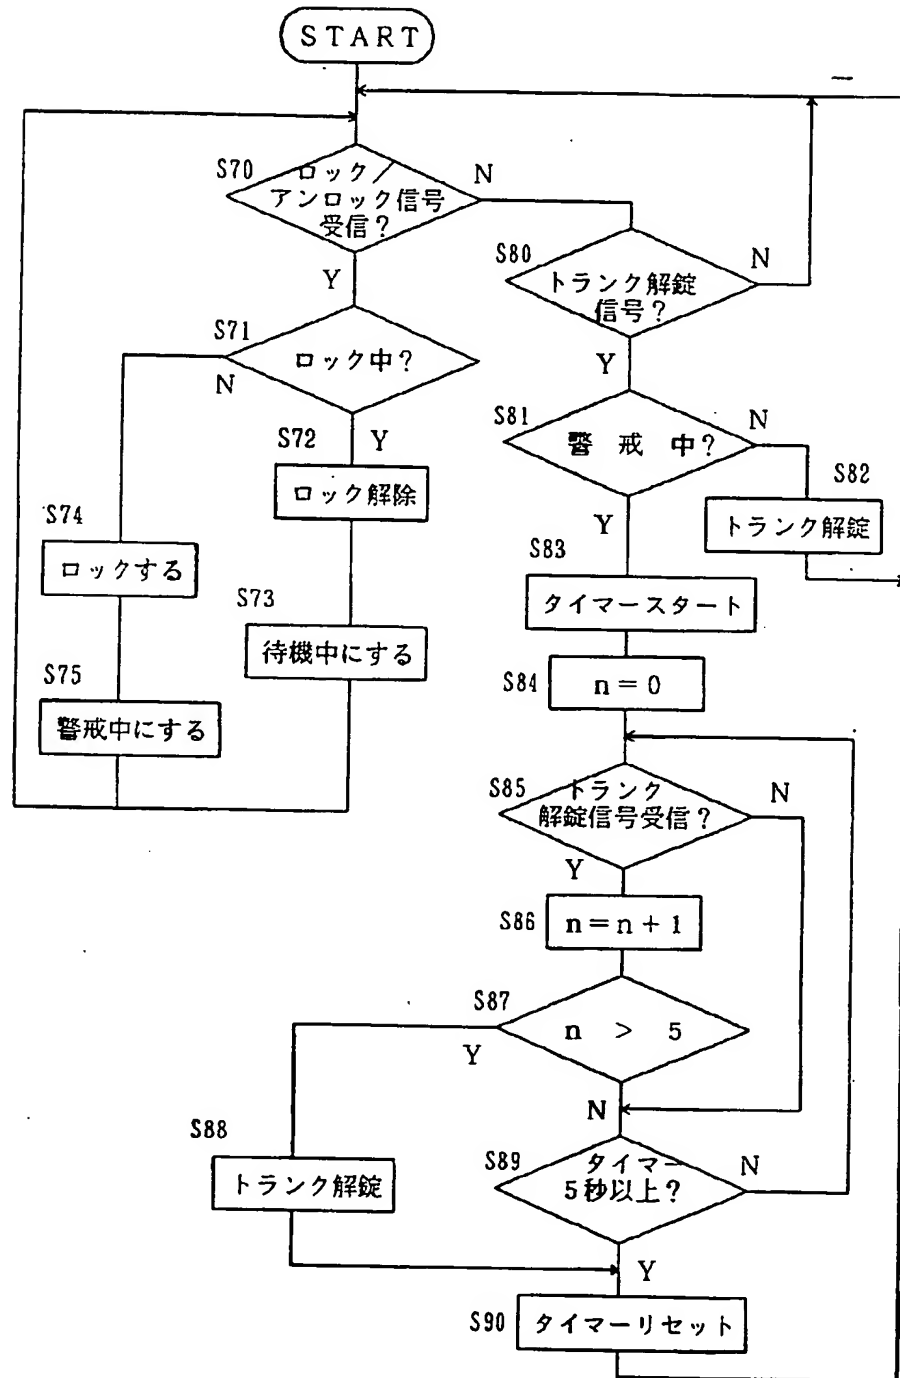 START
S70
ロック/
アンロック信号
受信?
N
Y
S80
トランク解錠
信号?
N
Y
S71
ロック中?
N
Y
S72
ロック解除
S73
待機中にする
S74
ロックする
S75
警戒中にする
S81
警戒中?
N
Y
S82
トランク解錠
S83
タイマースタート
S84
n=0
S85
トランク
解錠信号受信?
N
Y
S86
n=n+1
S87
n > 5
Y
N
S88
トランク解錠
S89
タイマー
5秒以上?
N
Y
S90
タイマーリセット